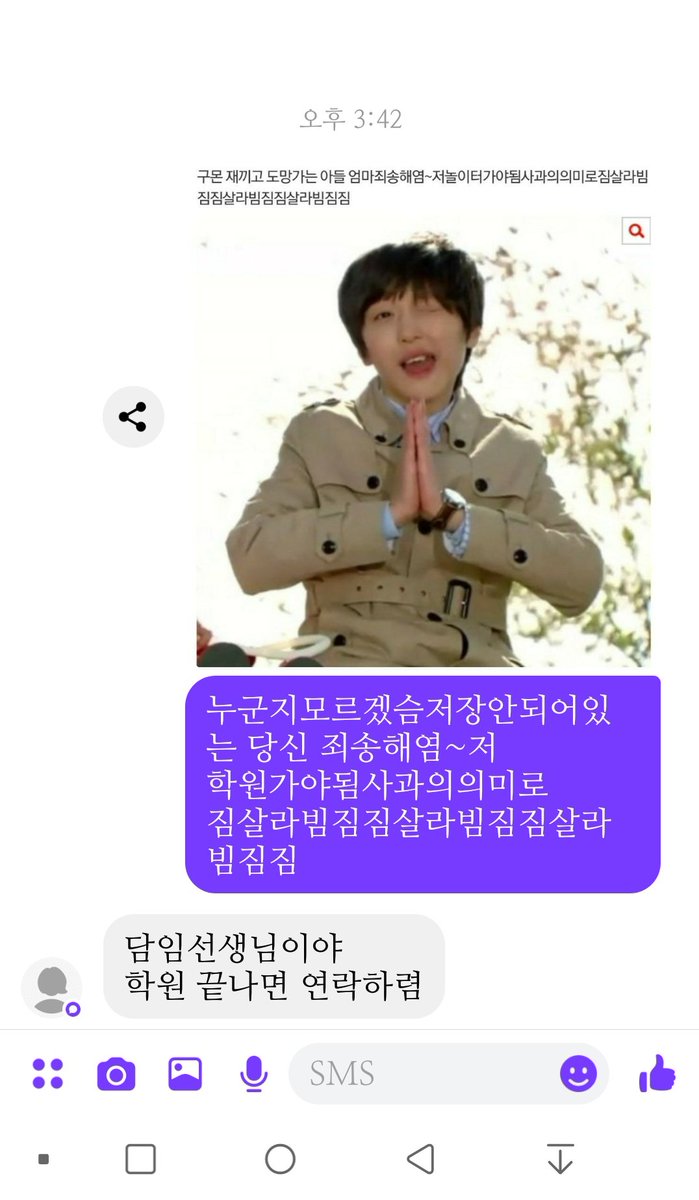 오후 3:42
구몬 재끼고 도망가는 아들 엄마죄송해염~저놀이터가야됨사과의의미로짐살라빔
짐짐살라빔짐짐살라빔짐짐
누군지모르겠슴저장안되어있
는 당신 죄송해염~저
학원가야됨사과의의미로
짐살라빔짐짐살라빔짐짐살라
빔짐짐
담임선생님이야
학원 끝나면 연락하렴
SMS